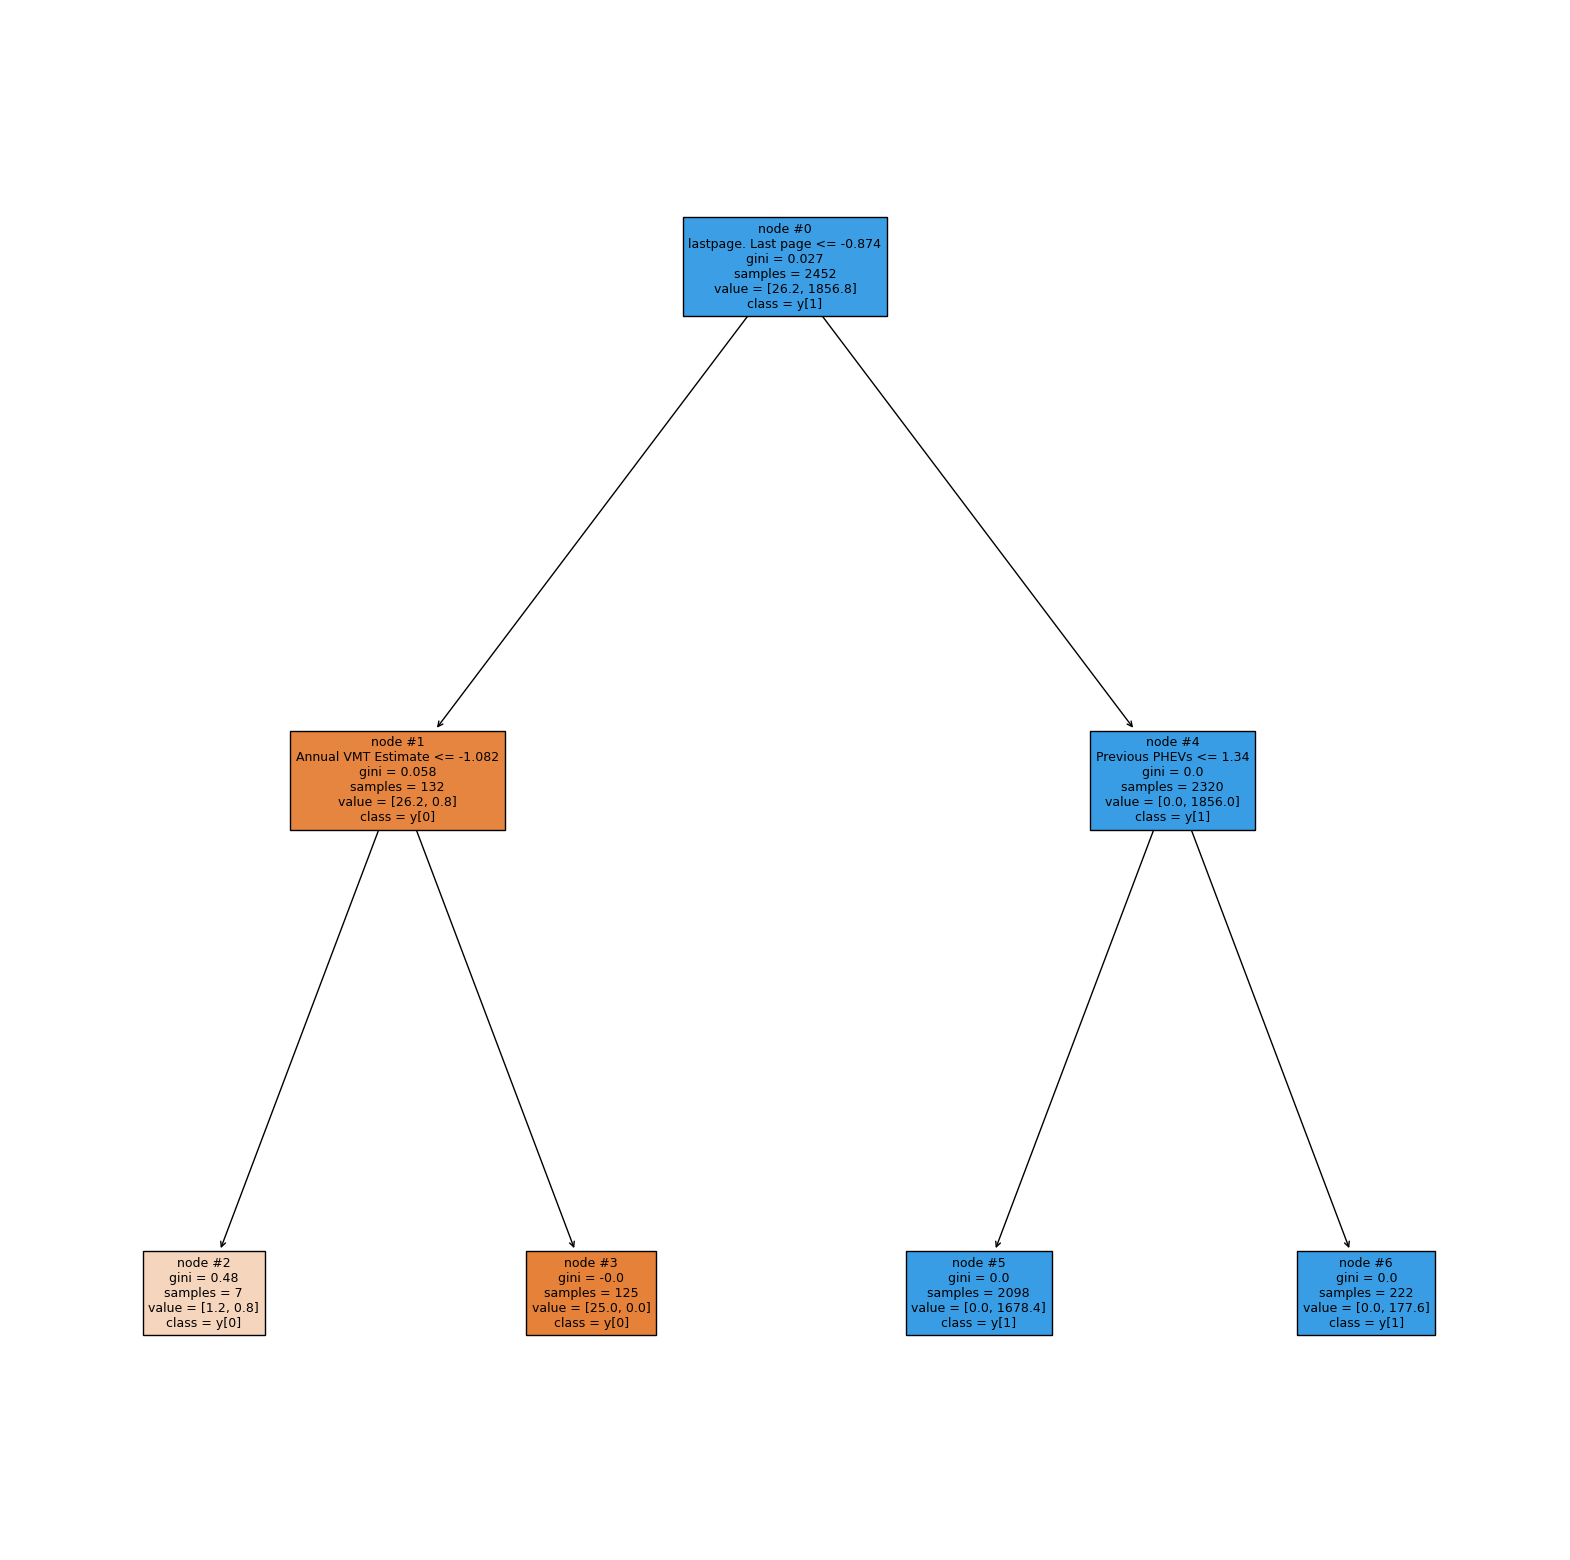 node #0
lastpage. Last page <= -0.874
gini = 0.027
samples = 2452
value = [26.2, 1856.8]
class = y[1]
node #1
Annual VMT Estimate <= -1.082
gini = 0.058
samples = 132
value = [26.2, 0.8]
class = y[0]
node #4
Previous PHEVs <= 1.34
gini = 0.0
samples = 2320
value = [0.0, 1856.0]
class = y[1]
node #2
gini = 0.48
samples = 7
value = [1.2, 0.8]
class = y[0]
node #3
gini = -0.0
samples = 125
value = [25.0, 0.0]
class = y[0]
node #5
gini = 0.0
samples = 2098
value = [0.0, 1678.4]
class = y[1]
node #6
gini = 0.0
samples = 222
value = [0.0, 177.6]
class = y[1]